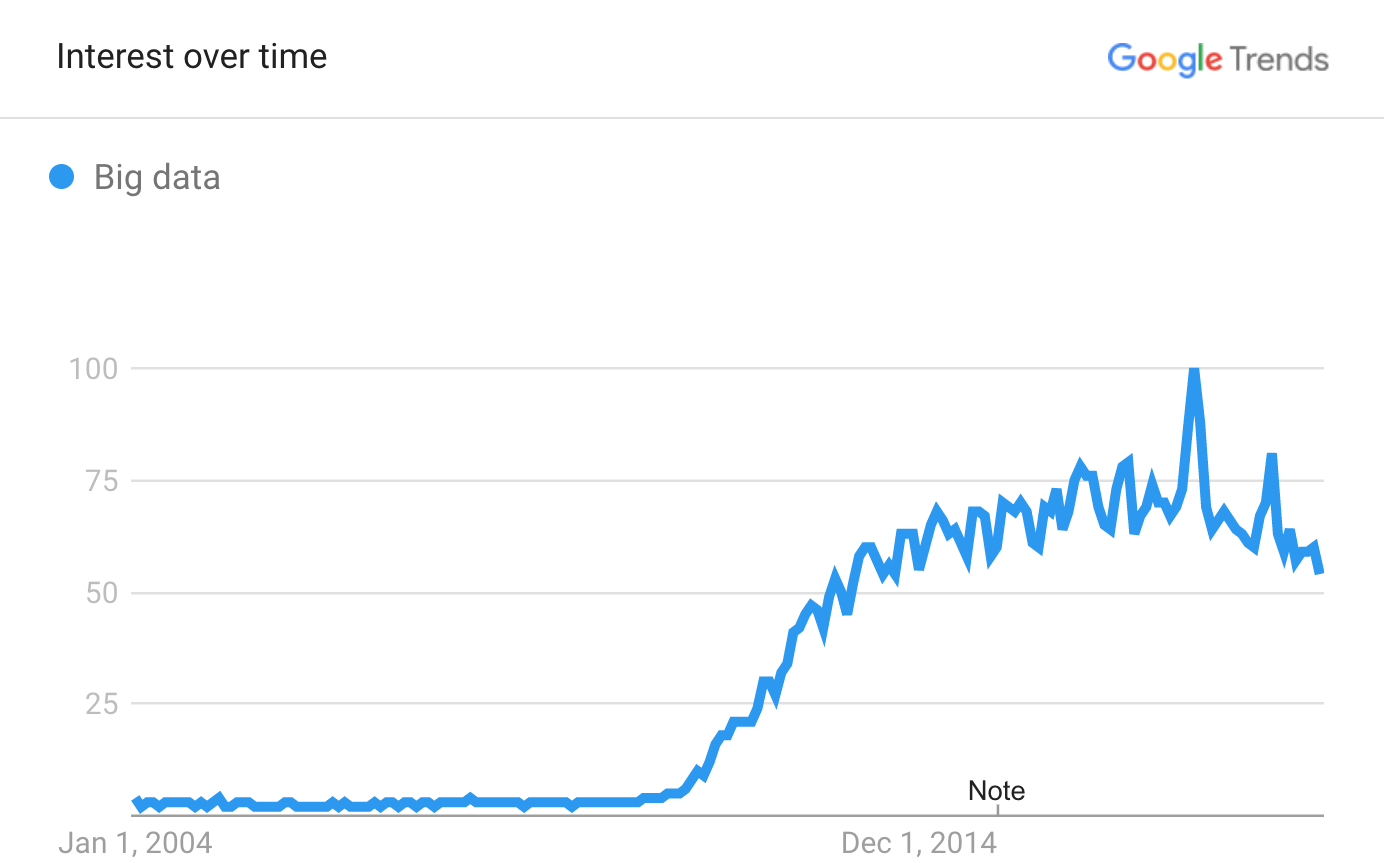 Interest over time
Google Trends
Big data
100
75
50
25
Note
Jan 1, 2004
Dec 1, 2014